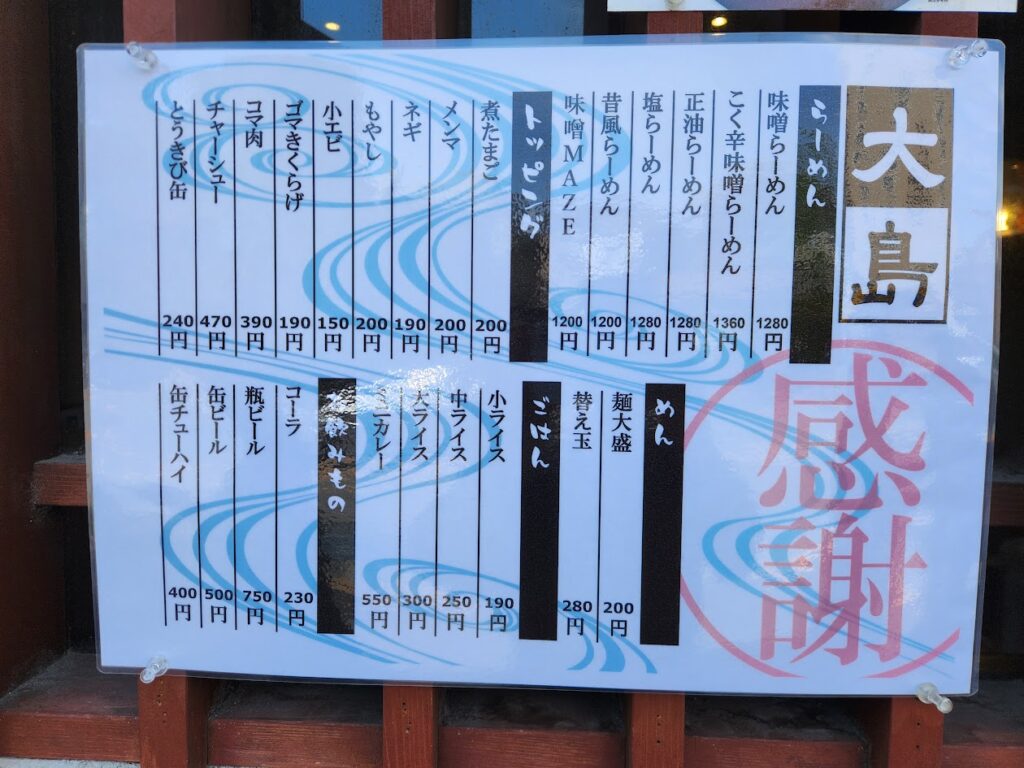 大島
らーめん
味噌らーめん 1280円
こく辛味噌らーめん 1360円
正油らーめん 1280円
塩らーめん 1280円
昔風らーめん 1200円
味噌MAZE 1200円
トッピング
煮たまご 200円
メンマ 200円
ネギ 190円
もやし 200円
小エビ 150円
ゴマきくらげ 190円
コマ肉 390円
チャーシュー 470円
とうきび缶 240円
感謝
めん
麺大盛 200円
替え玉 280円
ごはん
小ライス 190円
中ライス 250円
大ライス 300円
ミニカレー 550円
お飲みもの
コーラ 230円
瓶ビール 750円
缶ビール 500円
缶チューハイ 400円